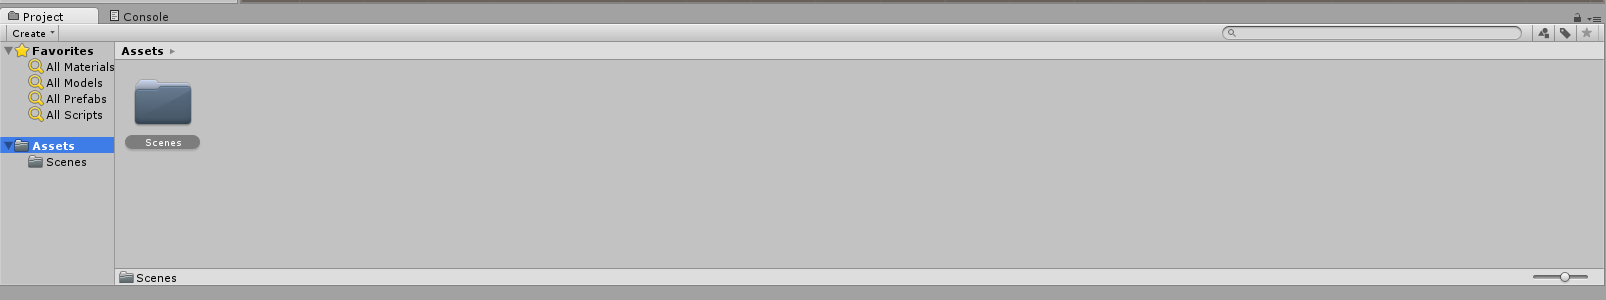 Project
Console
Create
Favorites
Assets
All Materials
All Models
All Prefabs
All Scripts
Scenes
Assets
Scenes
Scenes